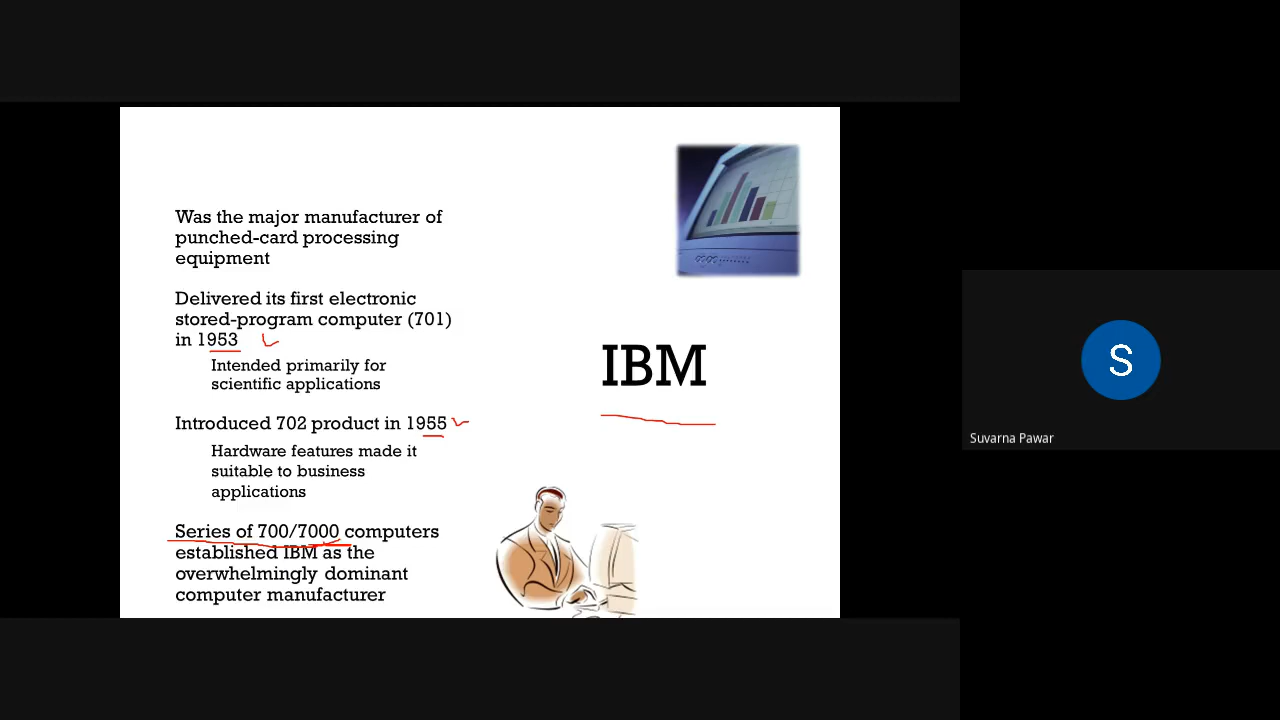 Was the major manufacturer of
punched-card processing
equipment
Delivered its first electronic
stored-program computer (701)
in 1953
Intended primarily for
scientific applications
Introduced 702 product in 1955
Hardware features made it
suitable to business
applications
Series of 700/7000 computers
established IBM as the
overwhelmingly dominant
computer manufacturer
IBM
S
Suvarna Pawar